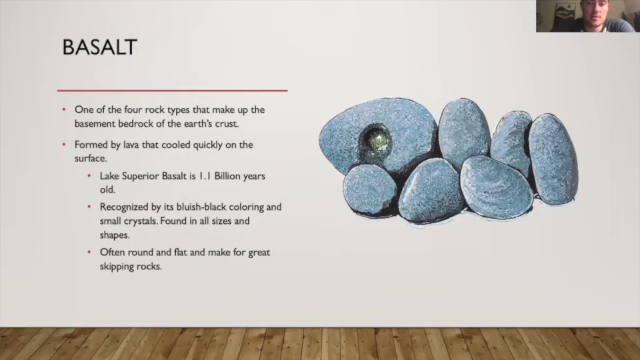 BASALT
• One of the four rock types that make up the
basement bedrock of the earth's crust.
• Formed by lava that cooled quickly on the
surface.
• Lake Superior Basalt is 1.1 Billion years
old.
• Recognized by its bluish-black coloring and
small crystals. Found in all sizes and
shapes.
• Often round and flat and make for great
skipping rocks.